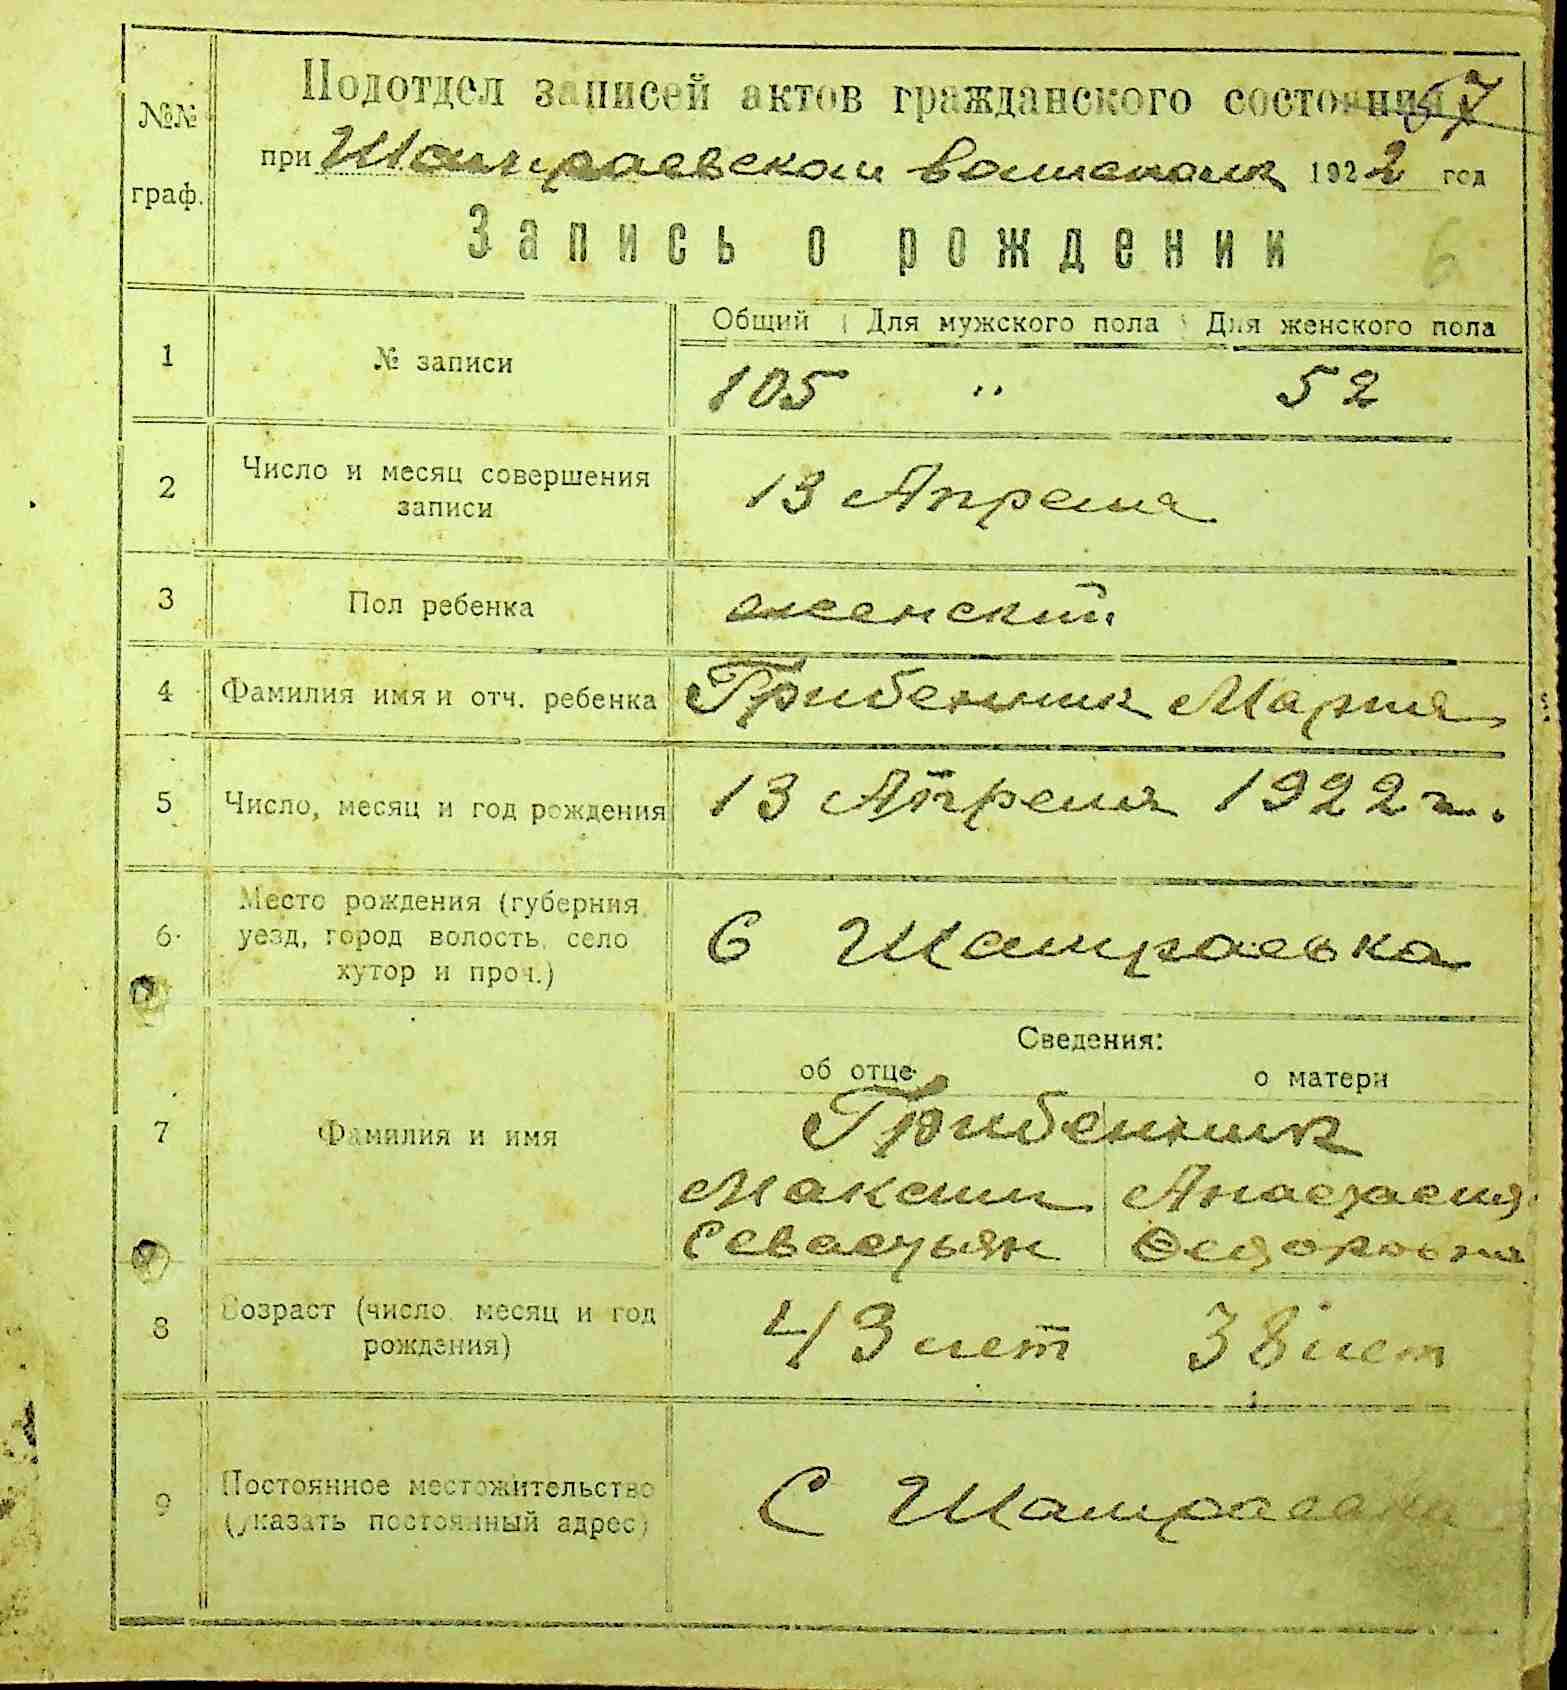 №№
граф.
Подотдел записей актов гражданского состояния
67
при Шамраевском волисполк 1922 год
Запись о рождении
6
Общий Для мужского пола Для женского пола
1 № записи 105 " 52
2 Число и месяц совершения
записи
13 Апреля
3 Пол ребенка женский
4 Фамилия имя и отч. ребенка Грибенник Мария
5 Число, месяц и год рождения 13 Апреля 1922 г.
6 Место рождения (губерния,
уезд, город волость, село
хутор и проч.)
С Шамраевка
Сведения:
об отце о матери
7 Фамилия и имя
Грибенник
Максим Анастасия
Севастьян Федоровна
8 Возраст (число, месяц и год
рождения)
43 лет 38 лет
9 Постоянное местожительство
(указать постоянный адрес)
С Шамраевка